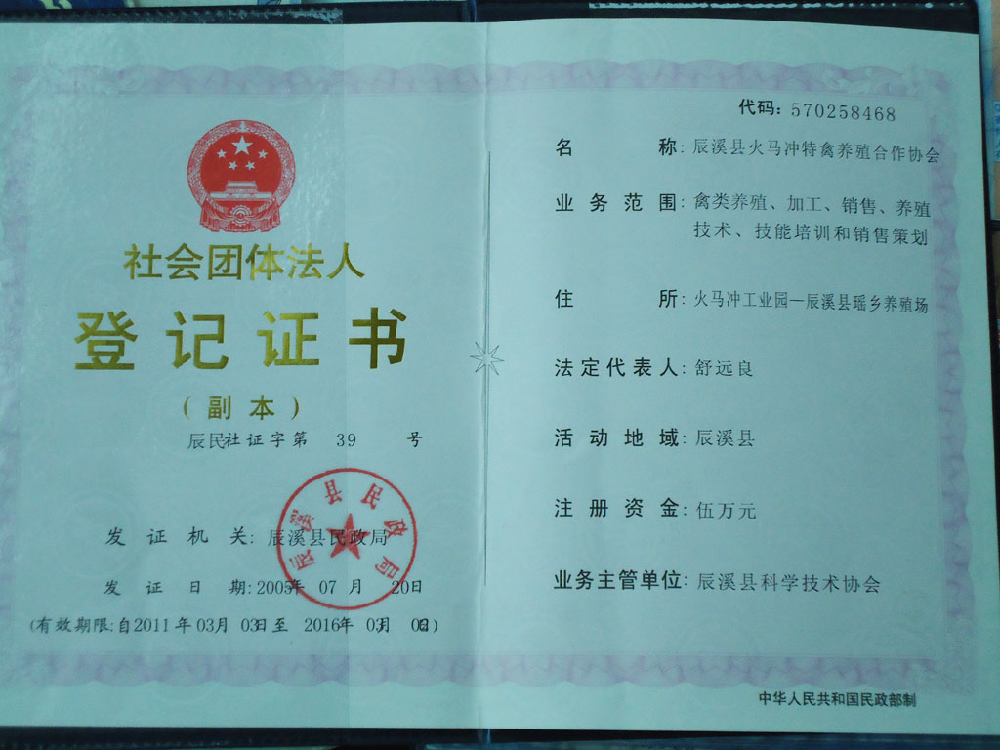 社会团体法人
登记证书
(副本)
辰民社证字第 39 号
发证机关: 辰溪县民政局
发证日期: 2005年 07 月 20日
(有效期限:自2011年03月 03日至 2016年 03月 日)
辰溪县民政局
代码: 570258468
名称: 辰溪县火马冲特禽养殖合作协会
业务范围: 禽类养殖、加工、销售、养殖
技术、技能培训和销售策划
住所: 火马冲工业园—辰溪县瑶乡养殖场
法定代表人: 舒远良
活动地域: 辰溪县
注册资金: 伍万元
业务主管单位: 辰溪县科学技术协会
中华人民共和国民政部制